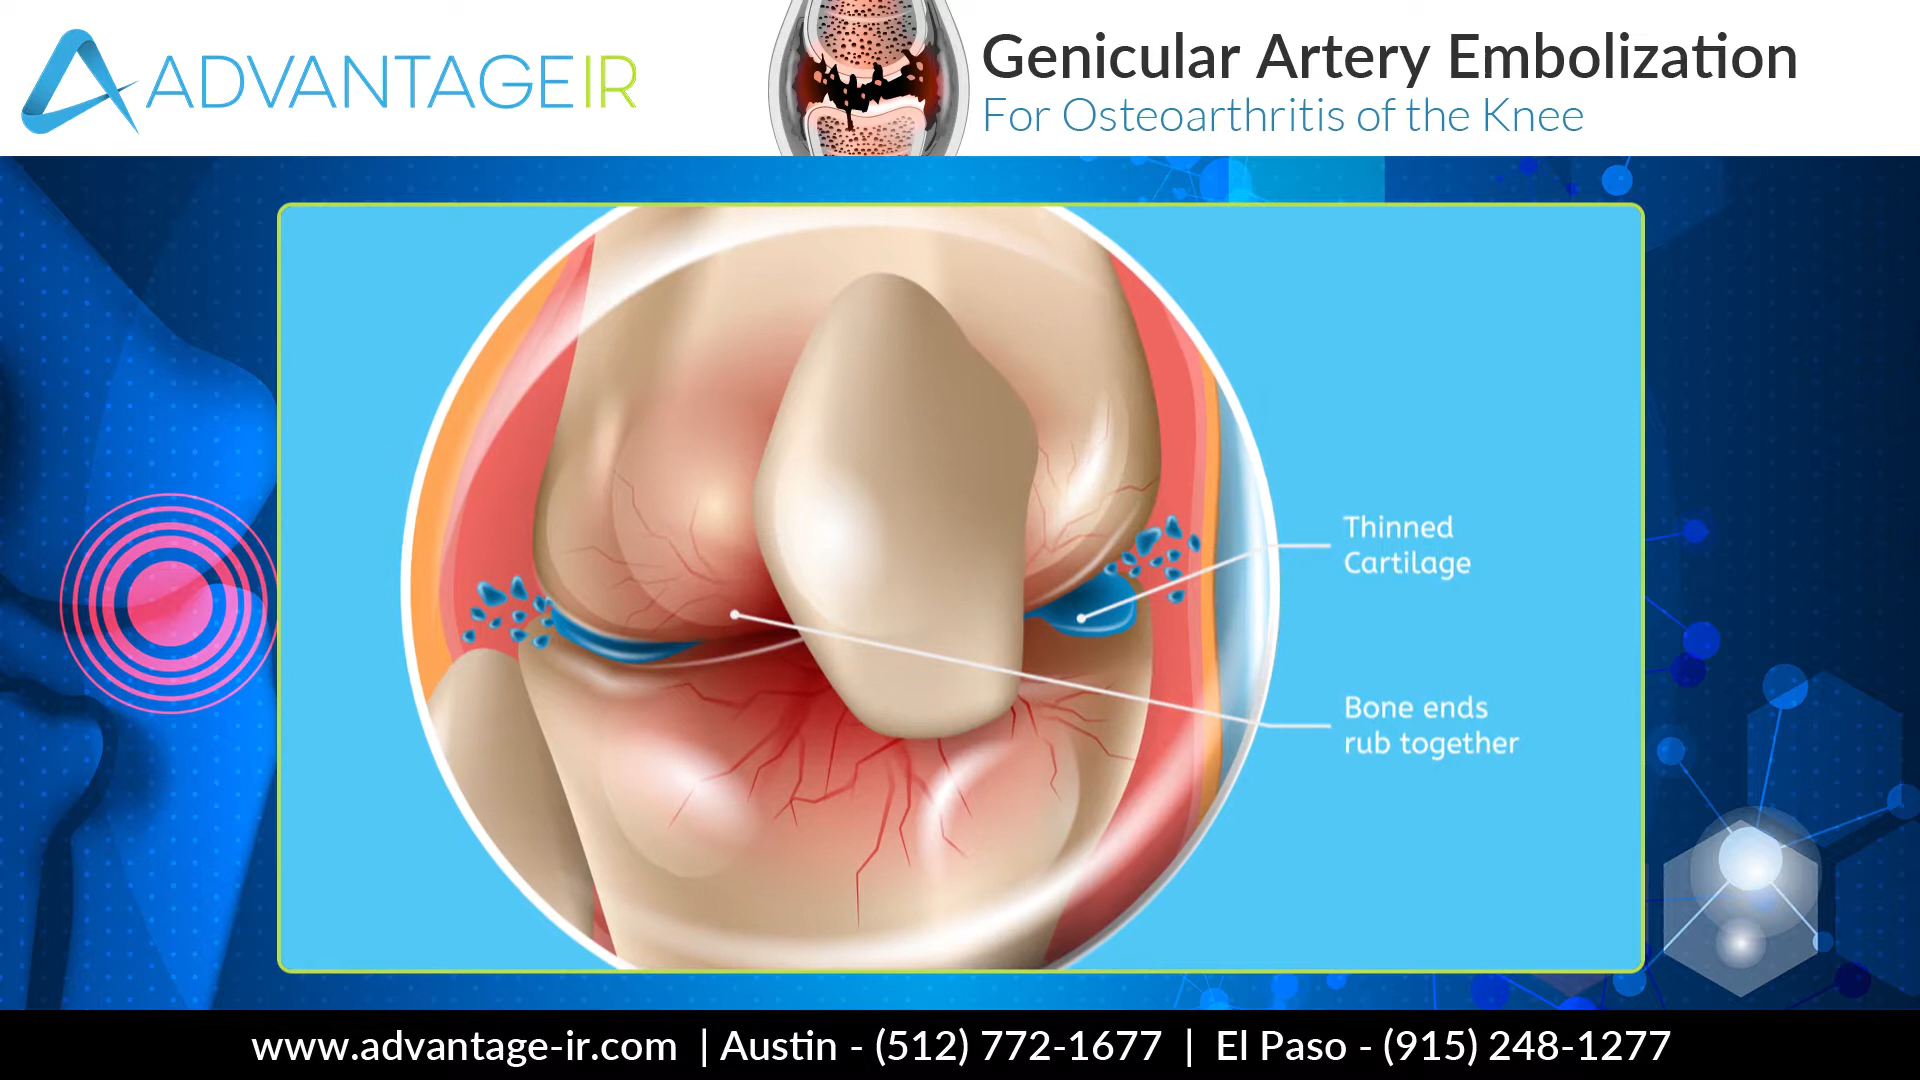 ADVANTAGEIR
Genicular Artery Embolization
For Osteoarthritis of the Knee
Thinned
Cartilage
Bone ends
rub together
www.advantage-ir.com | Austin - (512) 772-1677 | El Paso - (915) 248-1277